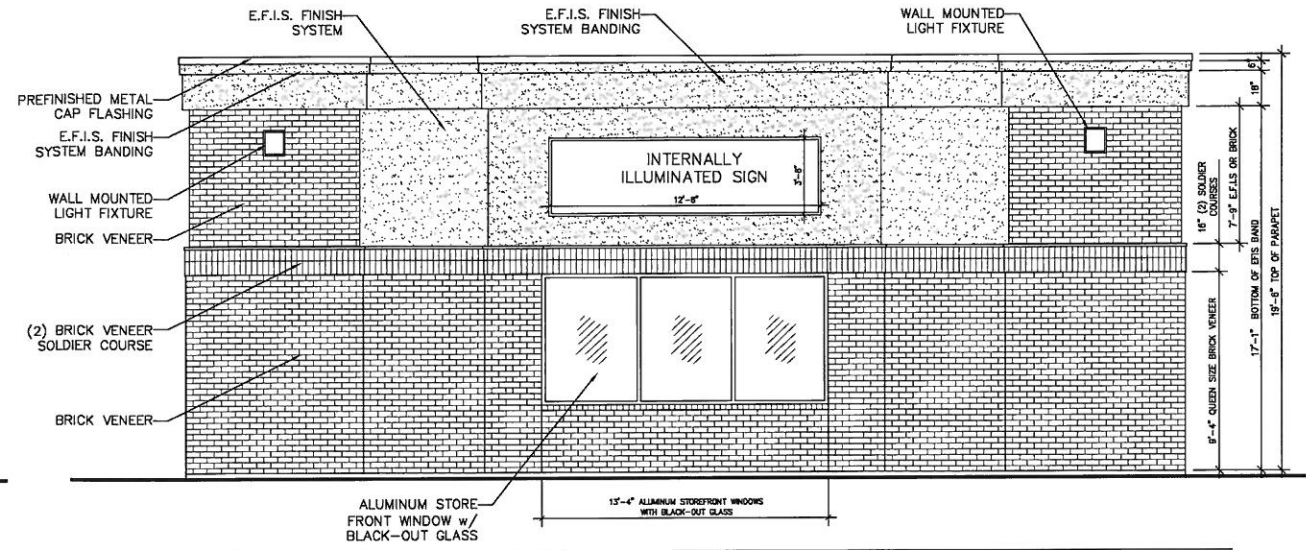 E.F.I.S. FINISH
SYSTEM
E.F.I.S. FINISH
SYSTEM BANDING
WALL MOUNTED
LIGHT FIXTURE
PREFINISHED METAL
CAP FLASHING
E.F.I.S. FINISH
SYSTEM BANDING
WALL MOUNTED
LIGHT FIXTURE
BRICK VENEER
(2) BRICK VENEER
SOLDIER COURSE
BRICK VENEER
INTERNALLY
ILLUMINATED SIGN
12'-8"
ALUMINUM STORE
FRONT WINDOW w/
BLACK-OUT GLASS
13'-4" ALUMINUM STOREFRONT WINDOWS
WITH BLACK-OUT GLASS
6"
18"
16" (2) SOLDIER
COURSES
7'-9" E.F.I.S OR BRICK
9'-4" QUEEN SIZE BRICK VENEER
17'-1" BOTTOM OF EFIS BAND
19'-6" TOP OF PARAPET